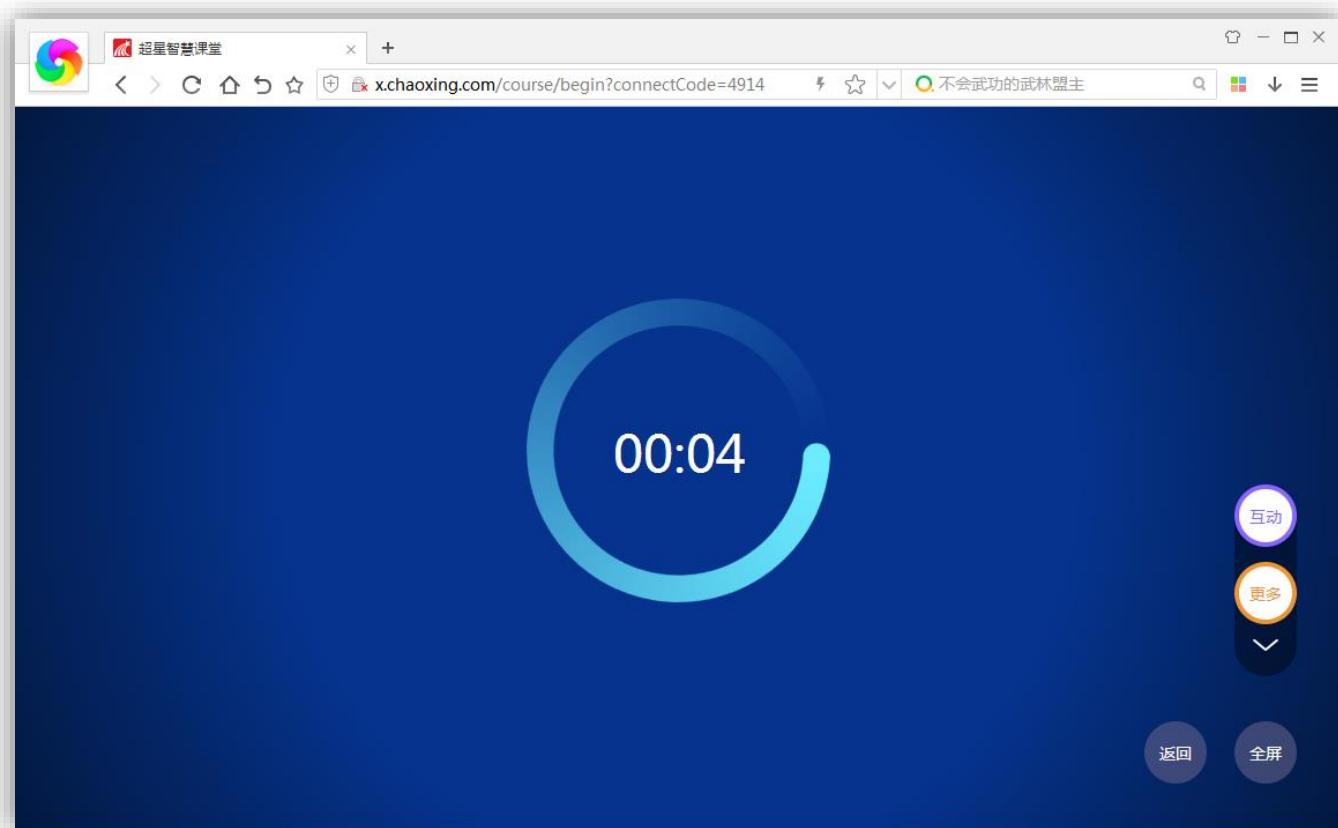 超星智慧课堂
x.chaoxing.com/course/begin?connectCode=4914
不会武功的武林盟主
00:04
互动
更多
返回
全屏